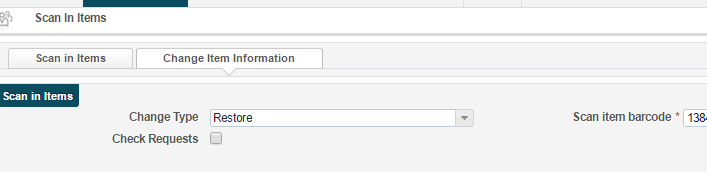 Scan In Items
Scan in Items
Change Item Information
Scan in Items
Change Type Restore Scan item barcode * 138
Check Requests